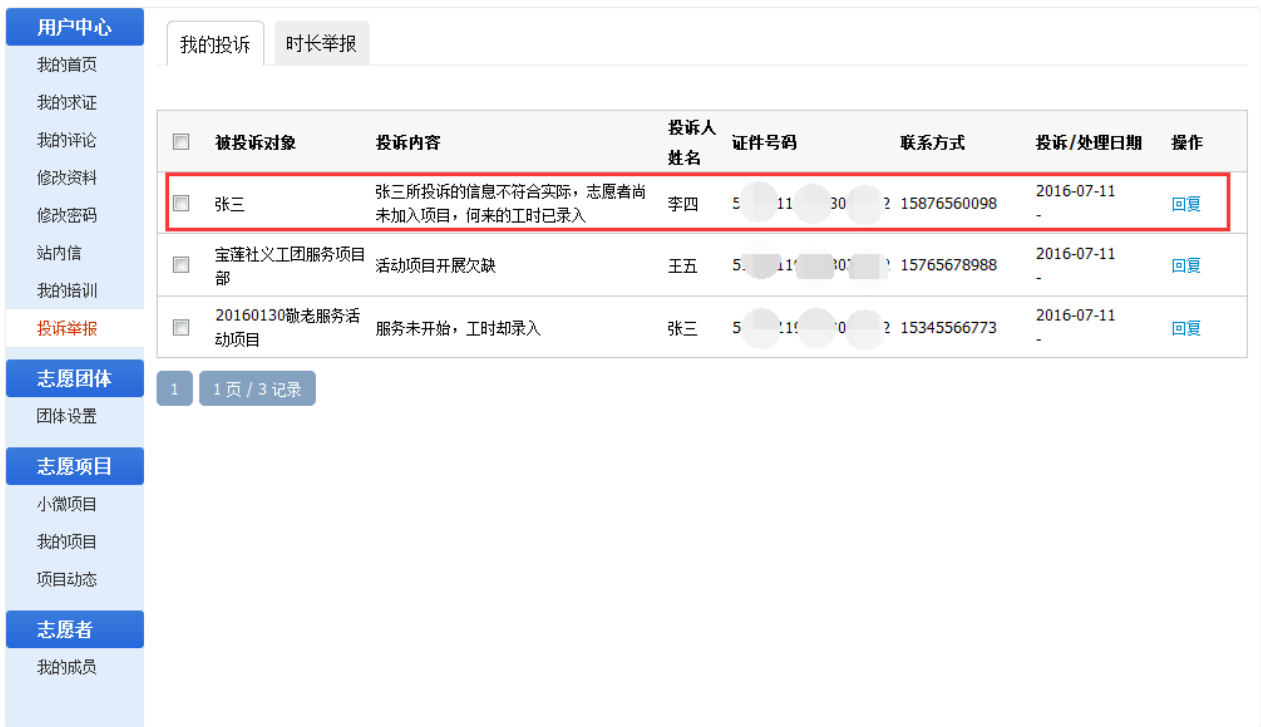 用户中心
我的首页
我的求证
我的评论
修改资料
修改密码
站内信
我的培训
投诉举报
志愿团体
团体设置
志愿项目
小微项目
我的项目
项目动态
志愿者
我的成员
我的投诉
时长举报
被投诉对象 投诉内容 投诉人姓名 证件号码 联系方式 投诉/处理日期 操作
张三 张三所投诉的信息不符合实际，志愿者尚 李四 15876560098 2016-07-11 回复
未加入项目，何来的工时已录入 -
宝莲社义工团服务项目 活动项目开展欠缺 王五 15765678988 2016-07-11 回复
部 -
20160130敬老服务活 服务未开始，工时却录入 张三 15345566773 2016-07-11 回复
动项目 -
1 1 页 / 3 记录